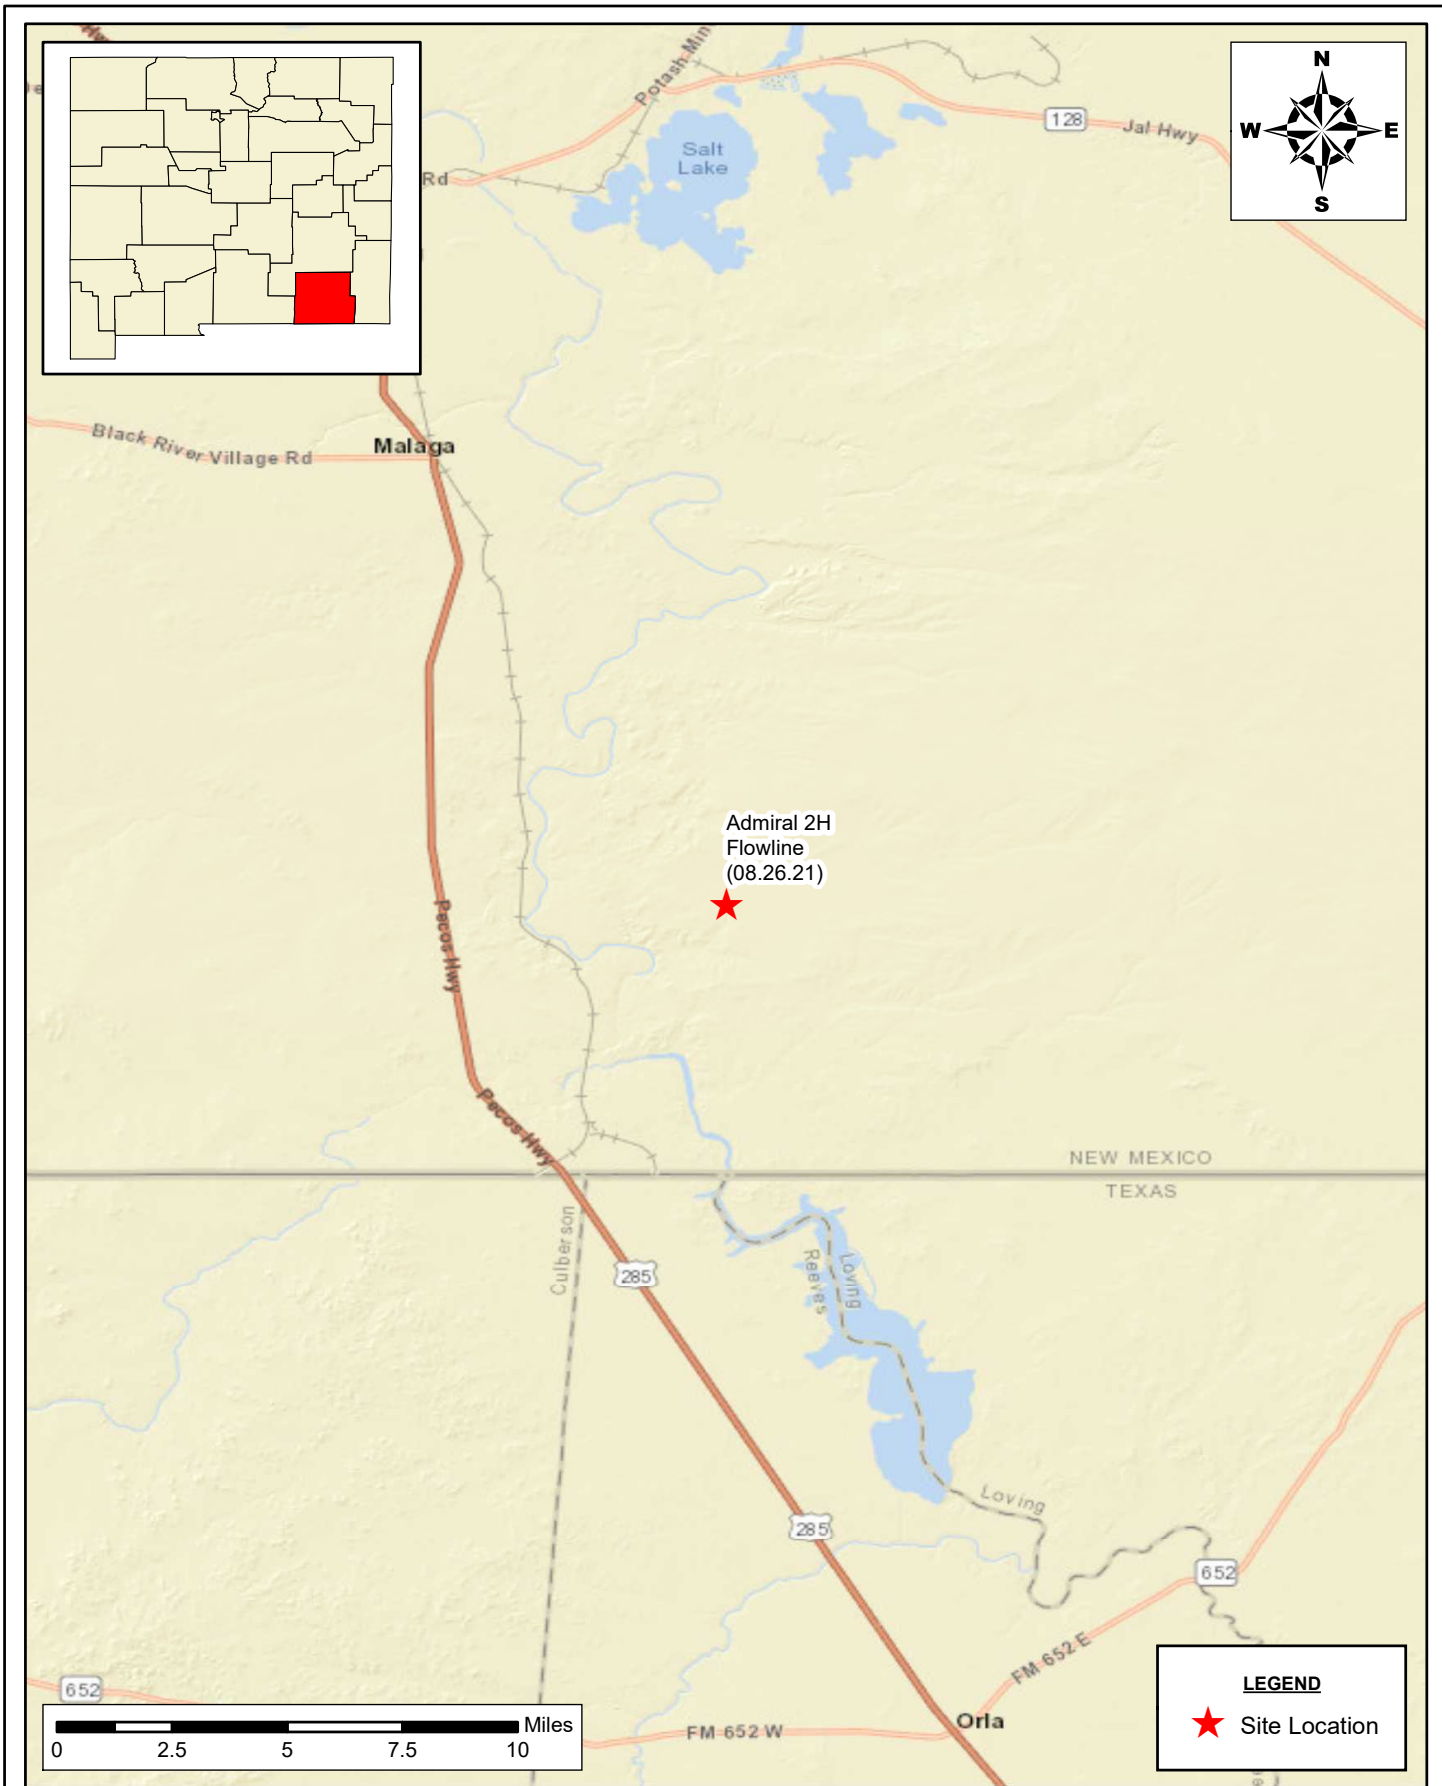 Potash Min
128
Jal Hwy
N
W
E
S
Salt
Lake
Rd
Black River Village Rd
Malaga
Admiral 2H
Flowline
(08.26.21)
Pecos Hwy
Pecos Hwy
NEW MEXICO
TEXAS
Culberson
285
Reeves
Loving
Loving
285
652
FM 652 E
652
FM 652 W
Orla
Miles
0
2.5
5
7.5
10
LEGEND
Site Location